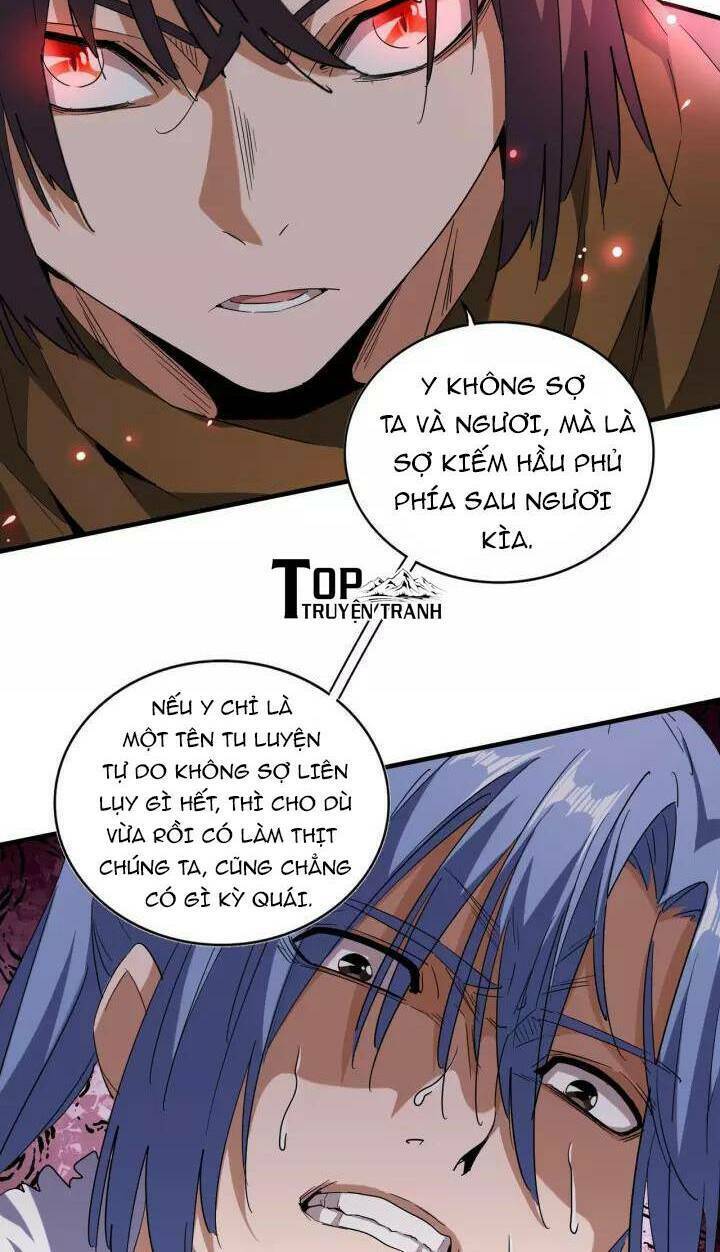 Y KHÔNG SỢ
TA VÀ NGƯƠI, MÀ LÀ
SỢ KIẾM HẦU PHỦ
PHÍA SAU NGƯƠI
KÌA.
TOP
TRUYỆN TRANH
NẾU Y CHỈ LÀ
MỘT TÊN TU LUYỆN
TỰ DO KHÔNG SỢ LIÊN
LỤY GÌ HẾT, THÌ CHO DÙ
VỪA RỒI CÓ LÀM THỊT
CHÚNG TA, CŨNG CHẲNG
CÓ GÌ KỲ QUÁI.